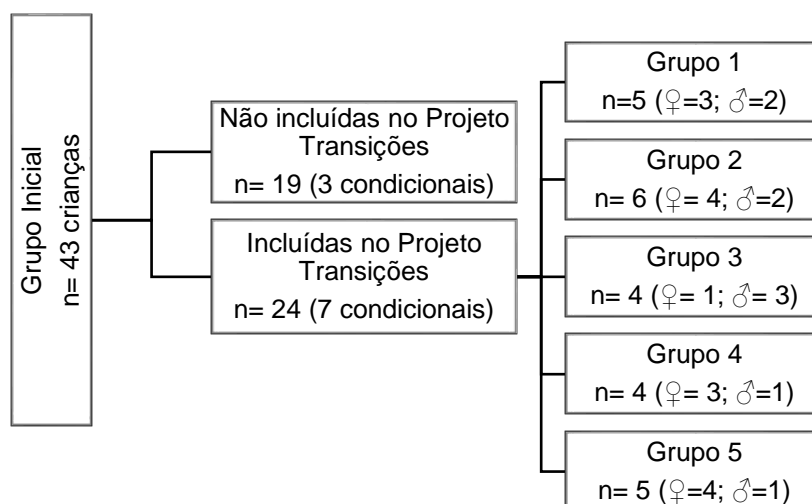 Grupo Inicial
n= 43 crianças
Não incluídas no Projeto
Transições
n= 19 (3 condicionais)
Incluídas no Projeto
Transições
n= 24 (7 condicionais)
Grupo 1
n=5 (♀=3; ♂=2)
Grupo 2
n= 6 (♀= 4; ♂=2)
Grupo 3
n= 4 (♀= 1; ♂= 3)
Grupo 4
n= 4 (♀= 3; ♂=1)
Grupo 5
n= 5 (♀=4; ♂=1)